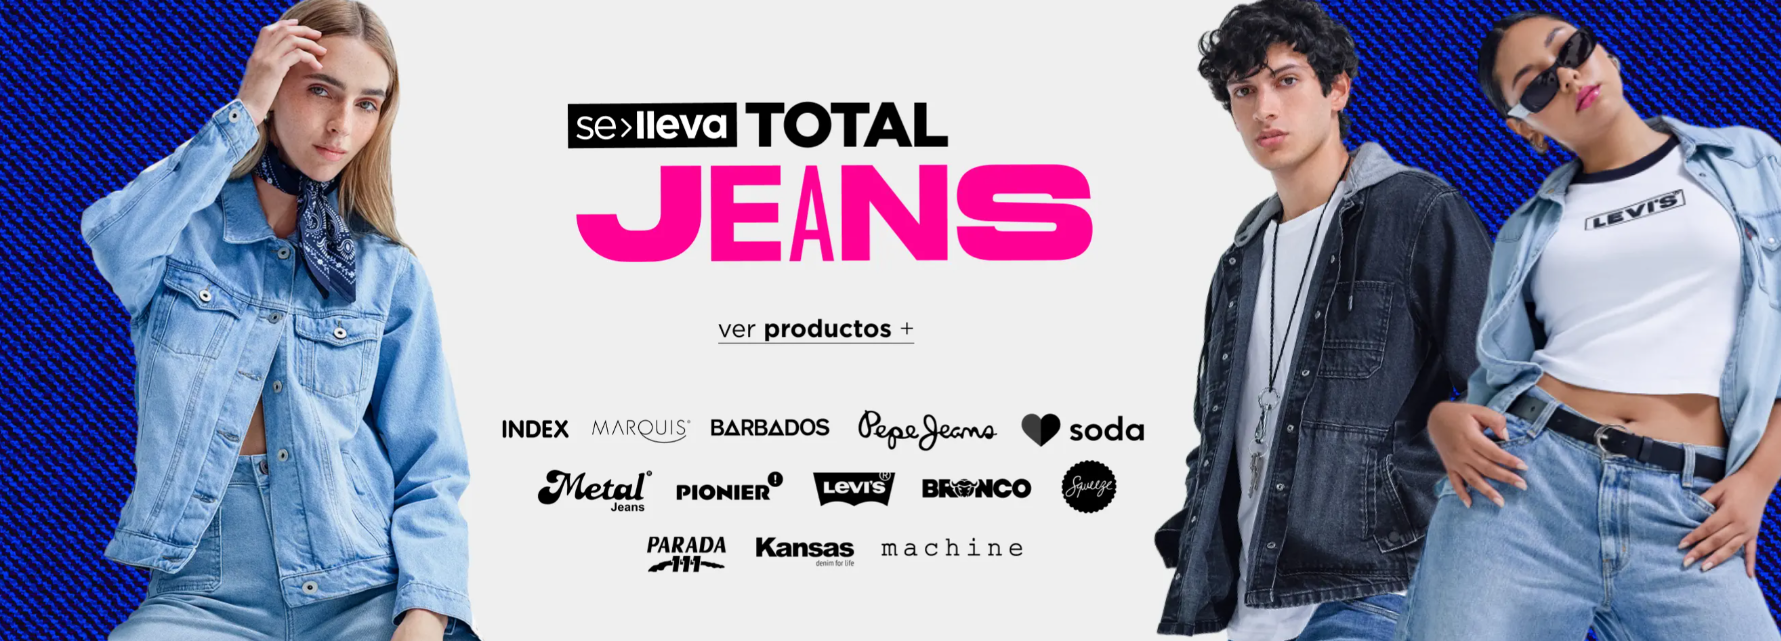 se>lleva TOTAL
JEANS
ver productos +
INDEX MARQUIS® BARBADOS Pepe Jeans soda
Metal® Jeans PIONIER! LEVI'S® BRONCO Squeeze
PARADA 111 Kansas denim for life machine
LEVI'S